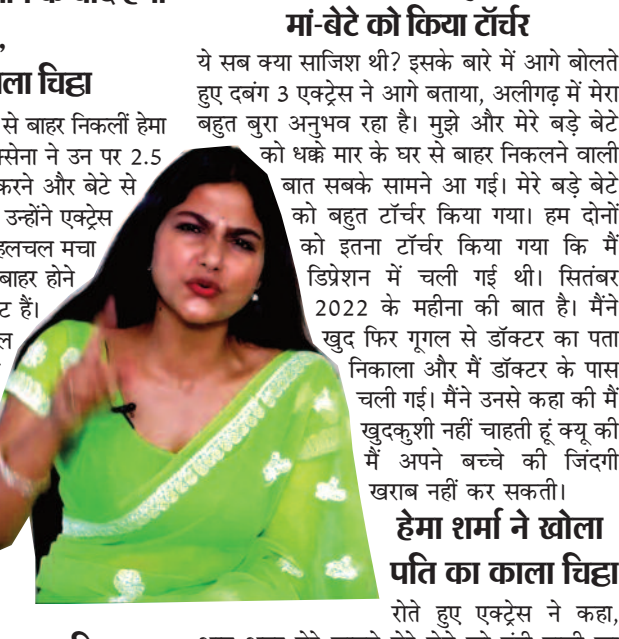 ,
ला चिट्ठा
से बाहर निकलीं हेमा
क्सेना ने उन पर 2.5
करने और बेटे से
उन्होंने एक्ट्रेस
हलचल मचा
बाहर होने
ट हैं।
ल
मां-बेटे को किया टॉर्चर
ये सब क्या साजिश थी? इसके बारे में आगे बोलते
हुए दबंग 3 एक्ट्रेस ने आगे बताया, अलीगढ़ में मेरा
बहुत बुरा अनुभव रहा है। मुझे और मेरे बड़े बेटे
को धक्के मार के घर से बाहर निकलने वाली
बात सबके सामने आ गई। मेरे बड़े बेटे
को बहुत टॉर्चर किया गया। हम दोनों
को इतना टॉर्चर किया गया कि मैं
डिप्रेशन में चली गई थी। सितंबर
2022 के महीना की बात है। मैंने
खुद फिर गूगल से डॉक्टर का पता
निकाला और मैं डॉक्टर के पास
चली गई। मैंने उनसे कहा की मैं
खुदकुशी नहीं चाहती हूं क्यू की
मैं अपने बच्चे की जिंदगी
खराब नहीं कर सकती।
हेमा शर्मा ने खोला
पति का काला चिट्ठा
रोते हुए एक्ट्रेस ने कहा,